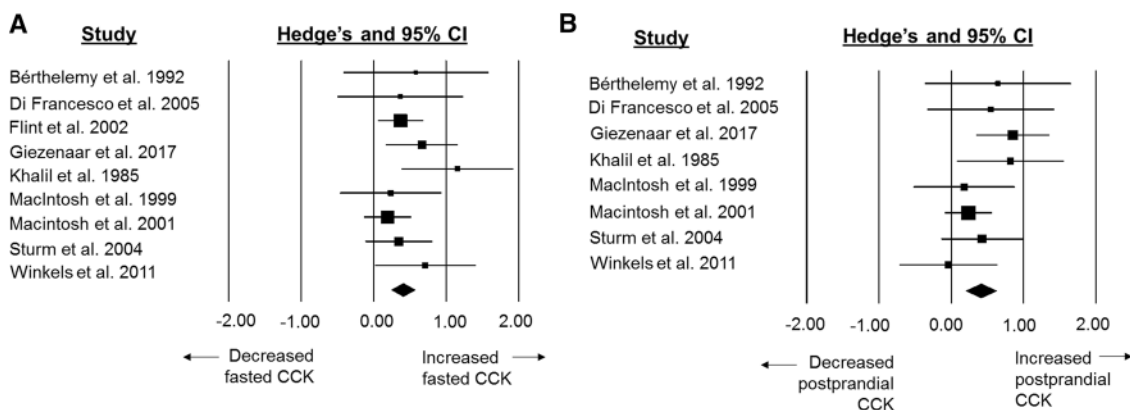 A
Study
Hedge's and 95% CI
Bérthelemy et al. 1992
Di Francesco et al. 2005
Flint et al. 2002
Giezenaar et al. 2017
Khalil et al. 1985
MacIntosh et al. 1999
Macintosh et al. 2001
Sturm et al. 2004
Winkels et al. 2011
-2.00 -1.00 0.00 1.00 2.00
Decreased fasted CCK
Increased fasted CCK
B
Study
Hedge's and 95% CI
Bérthelemy et al. 1992
Di Francesco et al. 2005
Giezenaar et al. 2017
Khalil et al. 1985
MacIntosh et al. 1999
Macintosh et al. 2001
Sturm et al. 2004
Winkels et al. 2011
-2.00 -1.00 0.00 1.00 2.00
Decreased
postprandial
CCK
Increased
postprandial
CCK